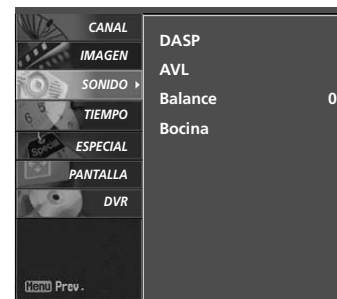 CANAL
IMAGEN
SONIDO
TIEMPO
ESPECIAL
PANTALLA
DVR
Menu Prev.
DASP
AVL
Balance 0
Bocina